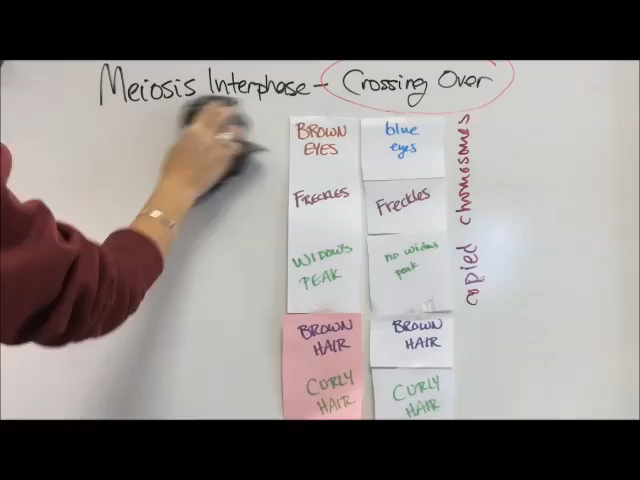 Meiosis Interphase - Crossing Over
BROWN
EYES
FRECKLES
WIDOWS
PEAK
BROWN
HAIR
CURLY
HAIR
blue
eyes
Freckles
no widows
peak
BROWN
HAIR
CURLY
HAIR
copied chromosomes